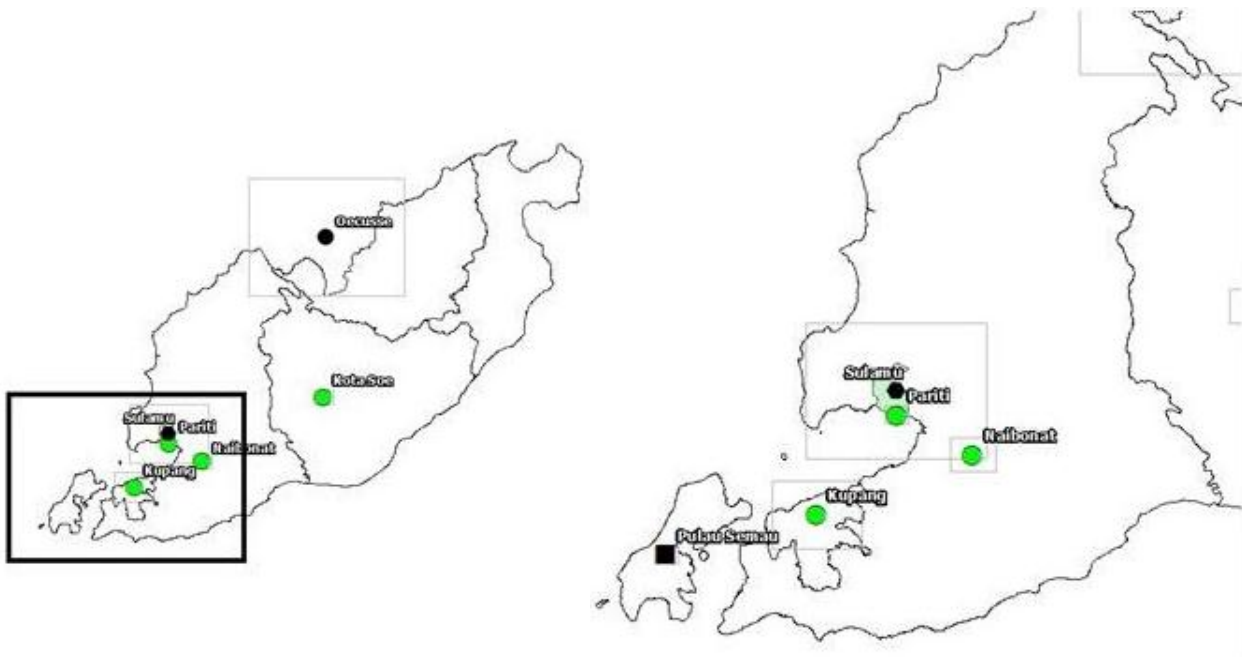 Oecusse
Kota Soe
Sulamu
Pariti
Naibonat
Kupang
Sulamu
Pariti
Naibonat
Kupang
Pulau Semau